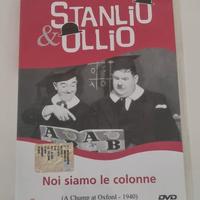 STANLIO
& OLLIO
A A B
Noi siamo le colonne
(A Chump at Oxford - 1940)
DVD